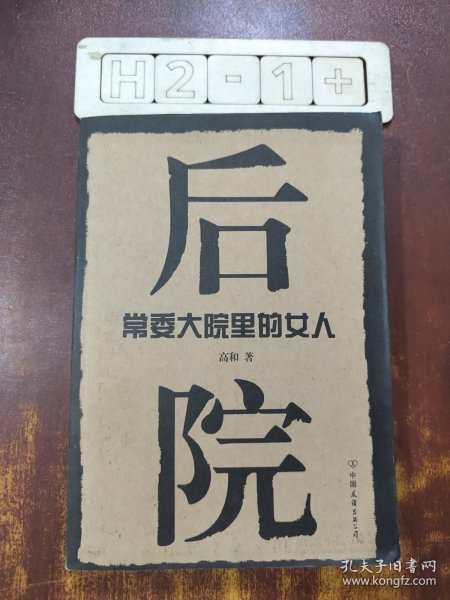 H2-1+
后
常委大院里的女人
高和 著
院
中国友谊出版公司
孔夫子旧书网
www.kongfz.com